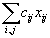 ∑ c_{ij} x_{ij}
i,j